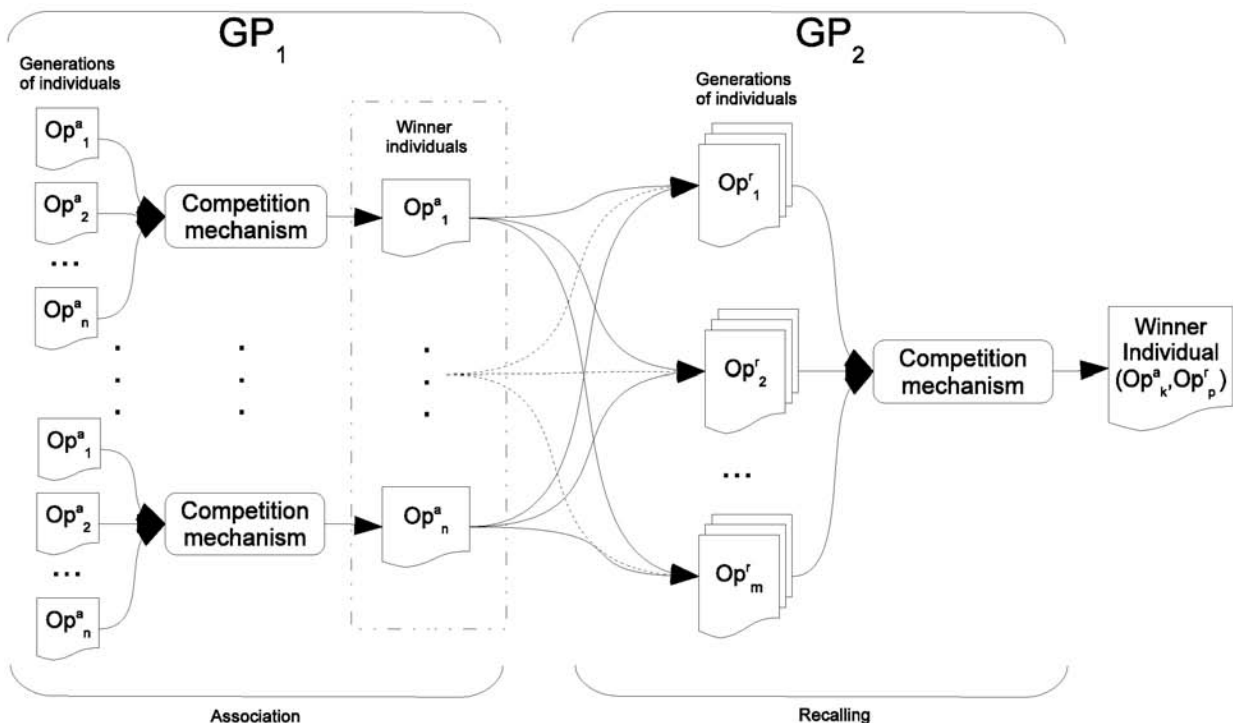 GP1
Generations
of individuals
Op^a_1
Op^a_2
...
Op^a_n
Competition
mechanism
Winner
individuals
Op^a_1
Op^a_1
Op^a_2
...
Op^a_n
Competition
mechanism
Op^a_n
Association
GP2
Generations
of individuals
Op^r_1
Op^r_2
...
Op^r_m
Competition
mechanism
Winner
Individual
(Op^a_k,Op^r_p)
Recalling